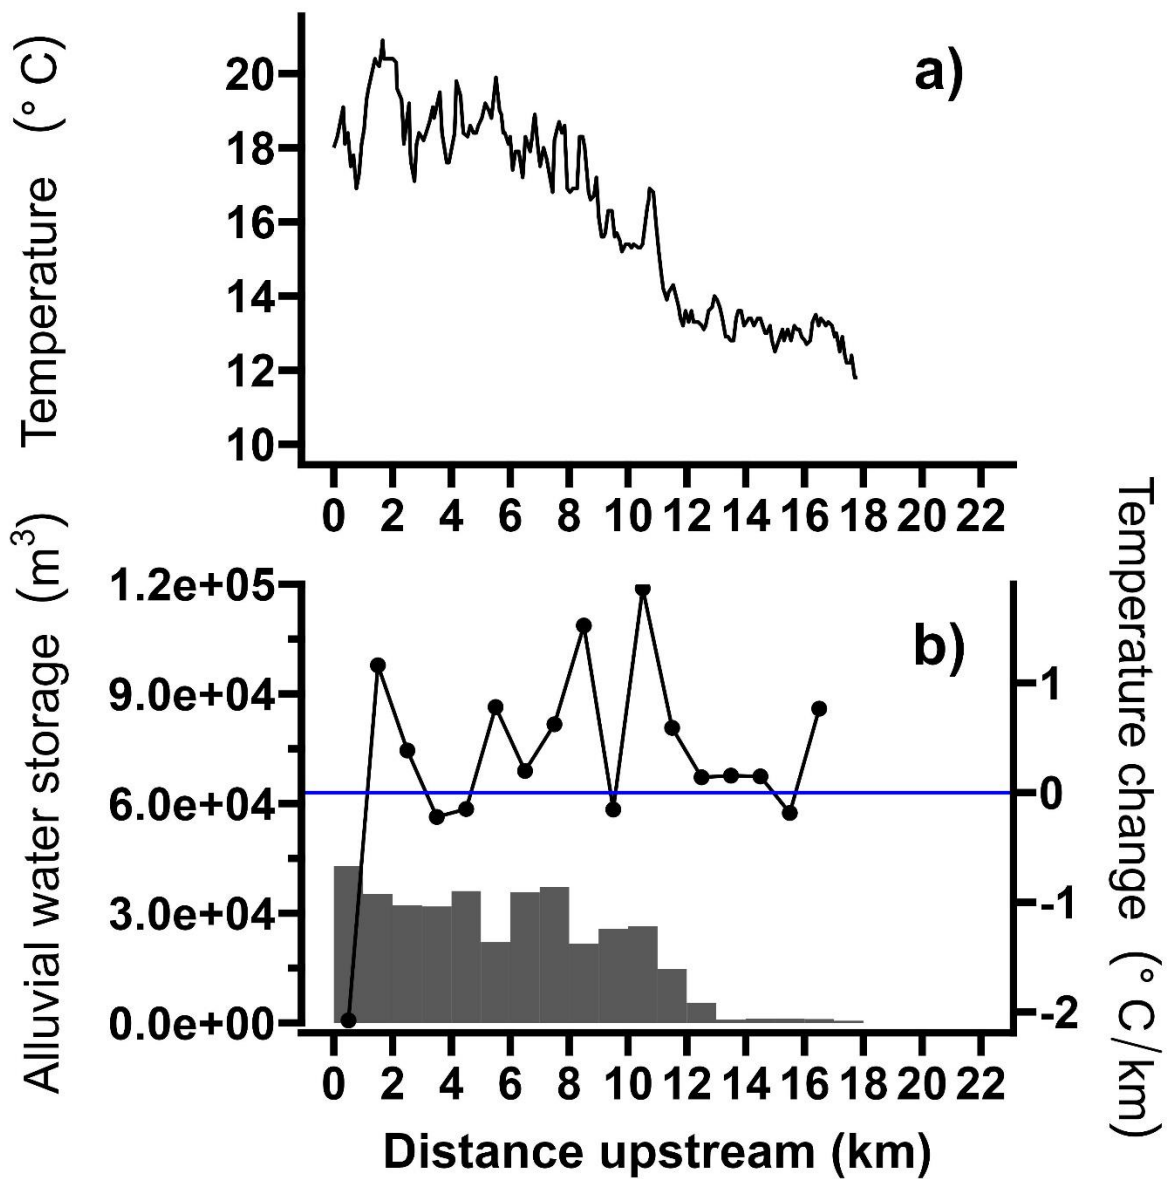 a)
Temperature (° C)
20
18
16
14
12
10
0 2 4 6 8 10 12 14 16 18 20 22
b)
Alluvial water storage (m³)
1.2e+05
9.0e+04
6.0e+04
3.0e+04
0.0e+00
Temperature change (° C/km)
1
0
-1
-2
0 2 4 6 8 10 12 14 16 18 20 22
Distance upstream (km)